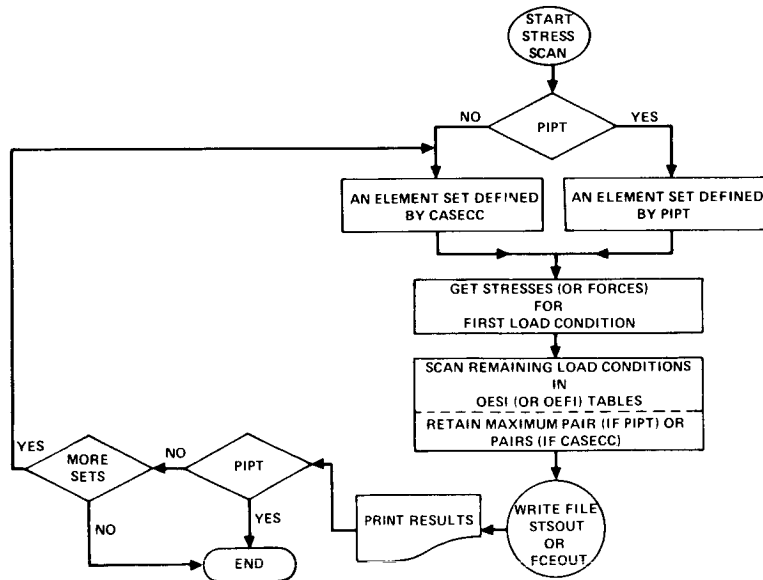 START
STRESS
SCAN
NO
PIPT
YES
AN ELEMENT SET DEFINED
BY CASECC
AN ELEMENT SET DEFINED
BY PIPT
GET STRESSES (OR FORCES)
FOR
FIRST LOAD CONDITION
SCAN REMAINING LOAD CONDITIONS
IN
OESI (OR OEFI) TABLES
RETAIN MAXIMUM PAIR (IF PIPT) OR
PAIRS (IF CASECC)
YES
MORE
SETS
NO
PIPT
NO
YES
PRINT RESULTS
WRITE FILE
STSOUT
OR
FCEOUT
END